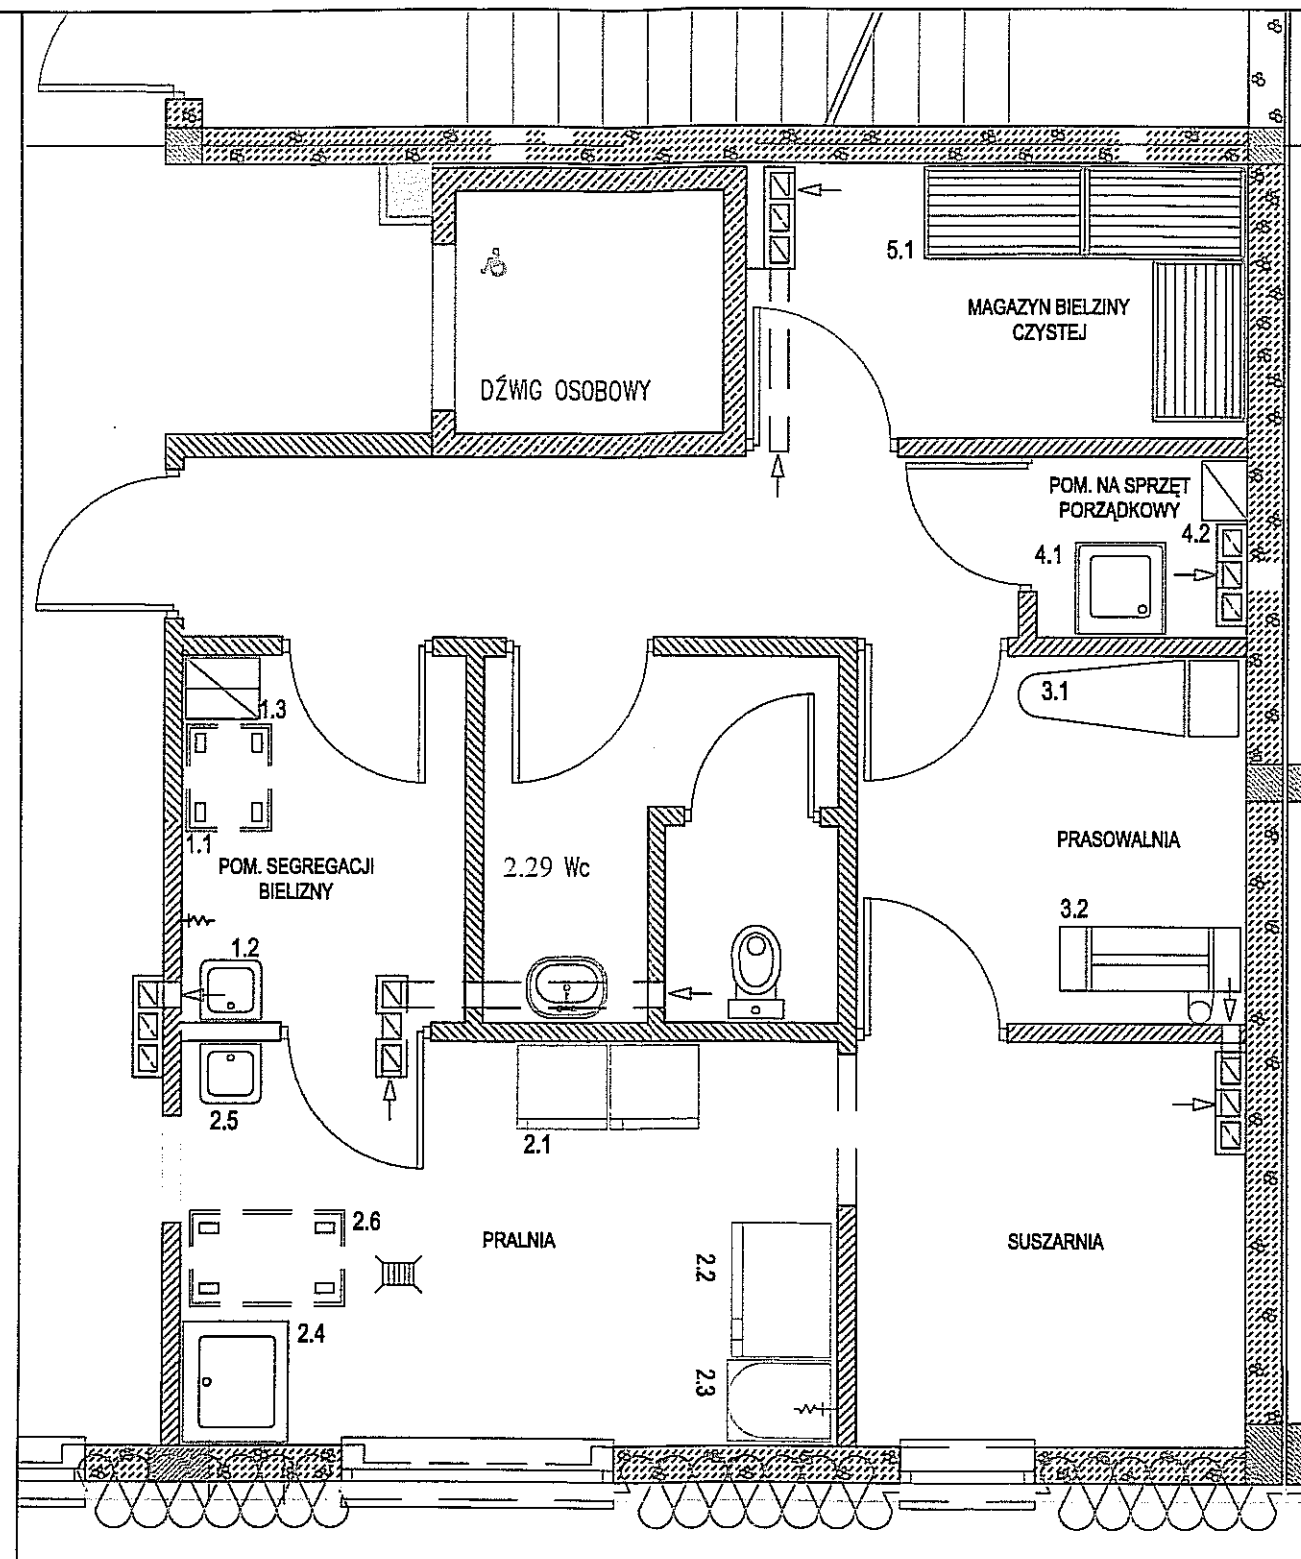 5.1
MAGAZYN BIELZINY
CZYSTEJ
DŹWIG OSOBOWY
POM. NA SPRZĘT
PORZĄDKOWY
4.2
4.1
1.3
3.1
1.1
POM. SEGREGACJI
BIELIZNY
2.29 Wc
PRASOWALNIA
3.2
1.2
2.5
2.1
2.6
PRALNIA
2.2
SUSZARNIA
2.4
2.3